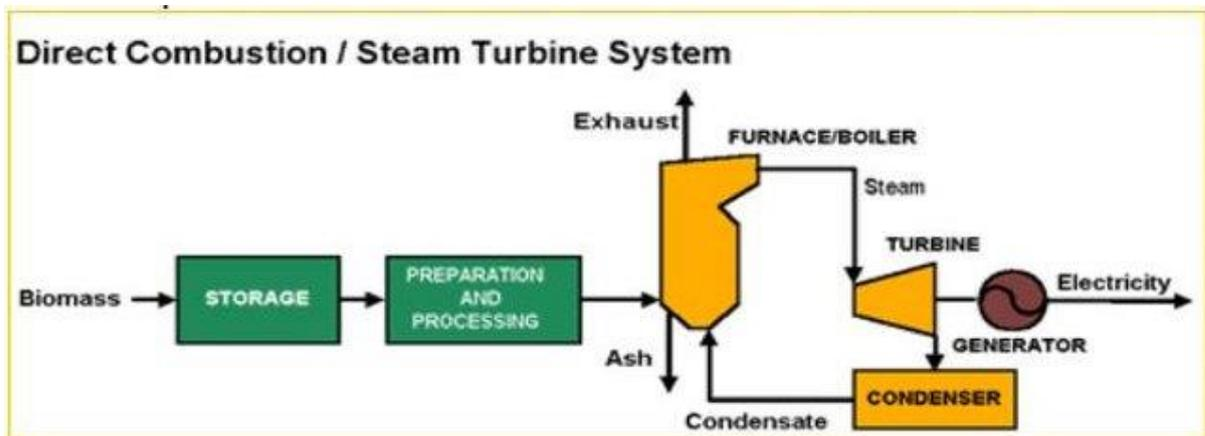 Direct Combustion / Steam Turbine System
Exhaust
FURNACE/BOILER
Steam
TURBINE
Biomass
STORAGE
PREPARATION
AND
PROCESSING
Electricity
GENERATOR
Ash
CONDENSER
Condensate